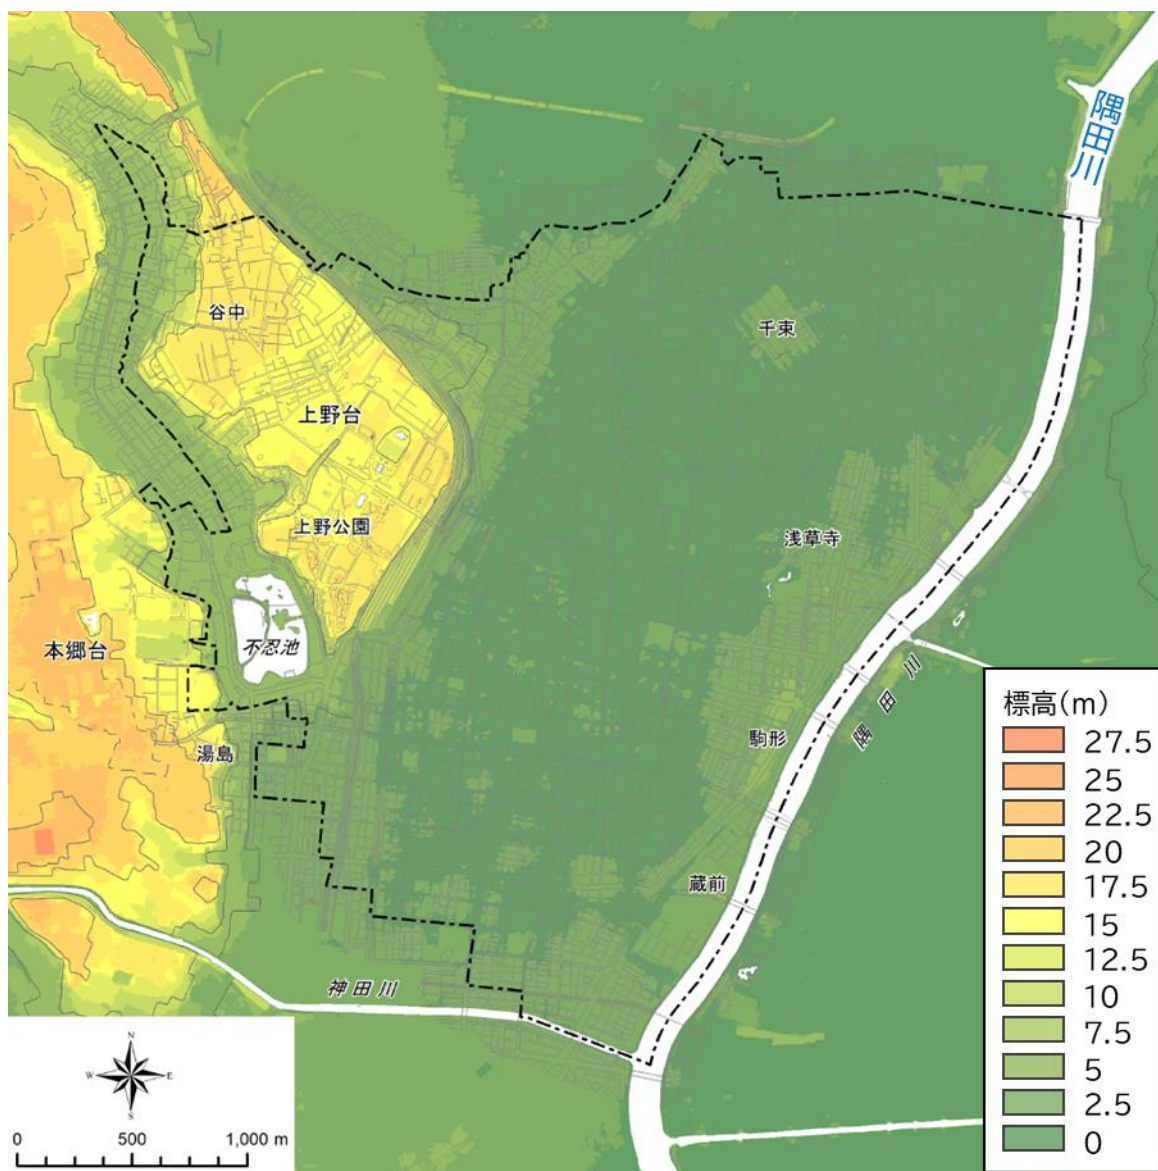 隅田川
谷中
千束
上野台
上野公園
浅草寺
不忍池
本郷台
隅田川
駒形
湯島
蔵前
神田川
標高(m)
27.5
25
22.5
20
17.5
15
12.5
10
7.5
5
2.5
0
N
W E
S
0 500 1,000 m